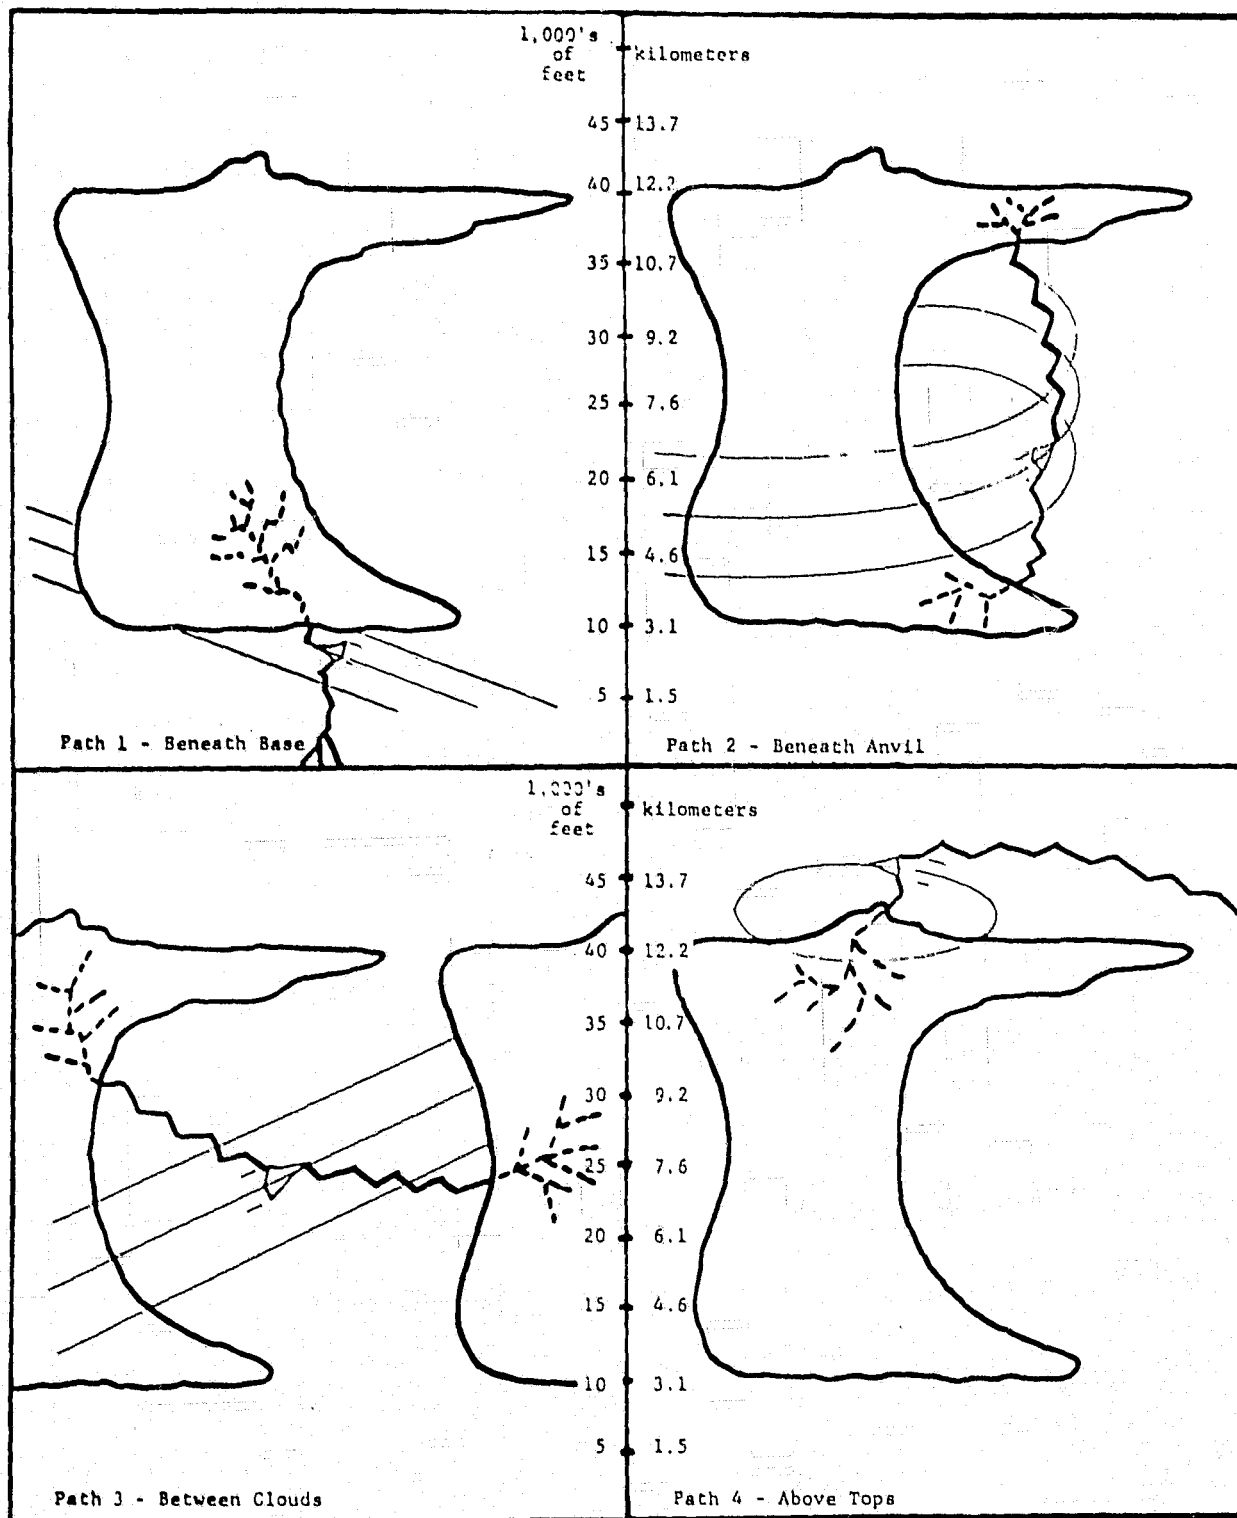 1,000's
of
feet
kilometers
45 13.7
40 12.2
35 10.7
30 9.2
25 7.6
20 6.1
15 4.6
10 3.1
5 1.5
Path 1 - Beneath Base
Path 2 - Beneath Anvil
1,000's
of
feet
kilometers
45 13.7
40 12.2
35 10.7
30 9.2
25 7.6
20 6.1
15 4.6
10 3.1
5 1.5
Path 3 - Between Clouds
Path 4 - Above Tops